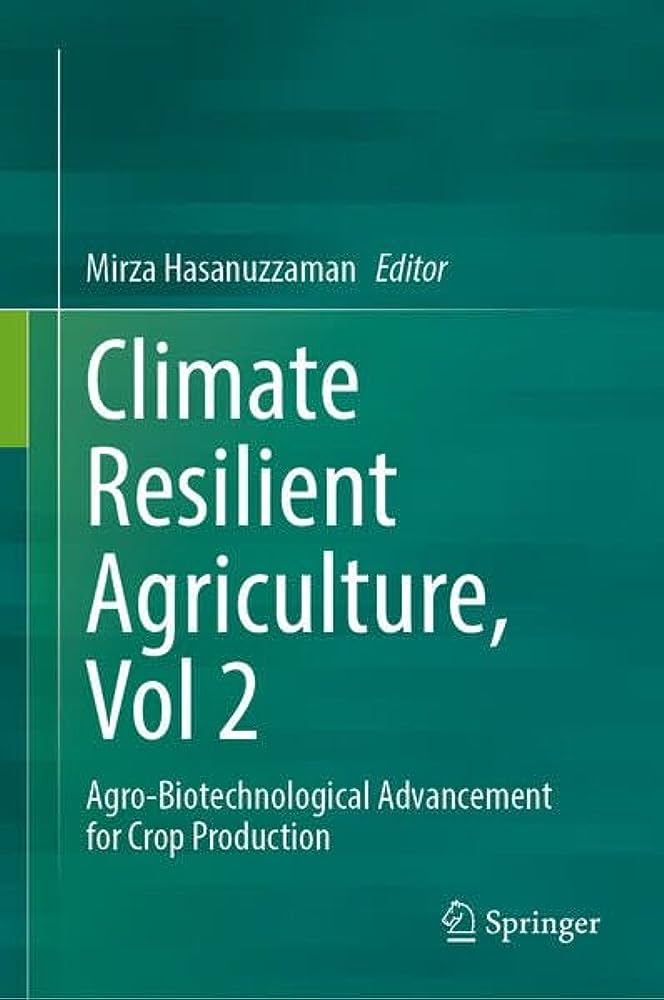 Mirza Hasanuzzaman Editor
Climate
Resilient
Agriculture,
Vol 2
Agro-Biotechnological Advancement
for Crop Production
Springer